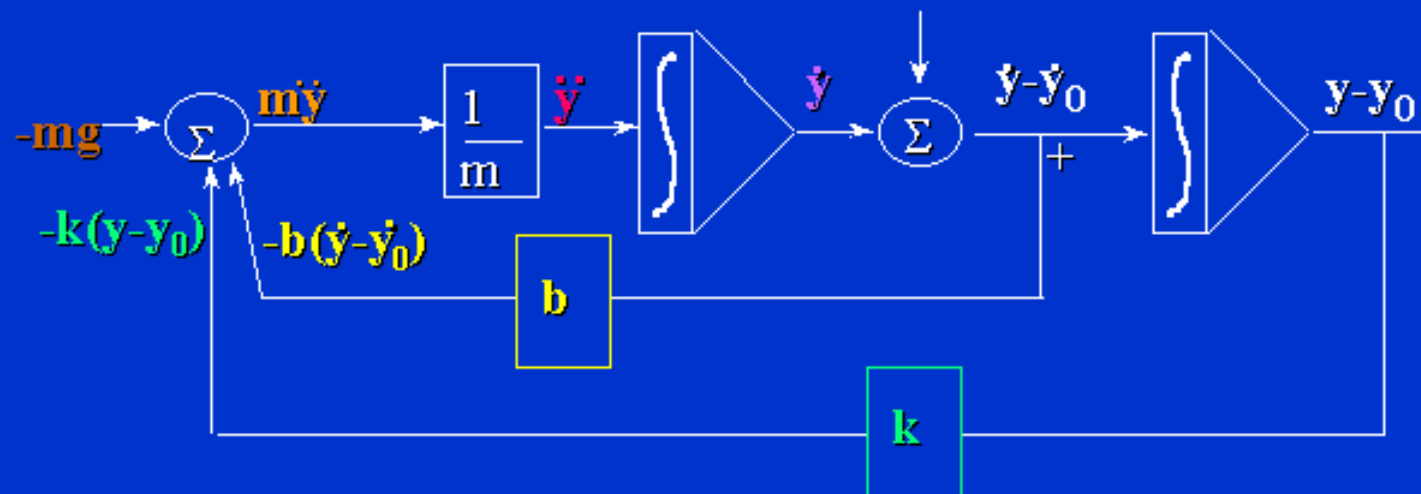 -mg
Σ
mÿ
1
m
ÿ
∫
ẏ
Σ
ẏ-ẏ₀
+
∫
y-y₀
-k(y-y₀)
-b(ẏ-ẏ₀)
b
k